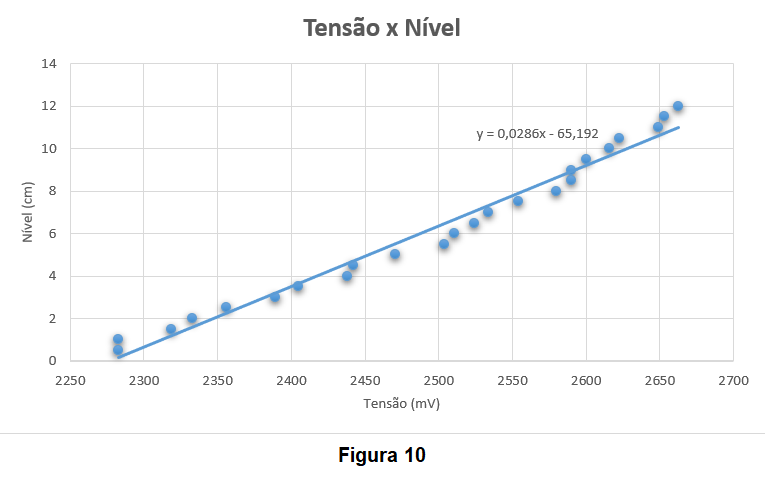 Tensão x Nível
14
12
10
8
6
4
2
0
Nível (cm)
y = 0,0286x - 65,192
2250 2300 2350 2400 2450 2500 2550 2600 2650 2700
Tensão (mV)
Figura 10